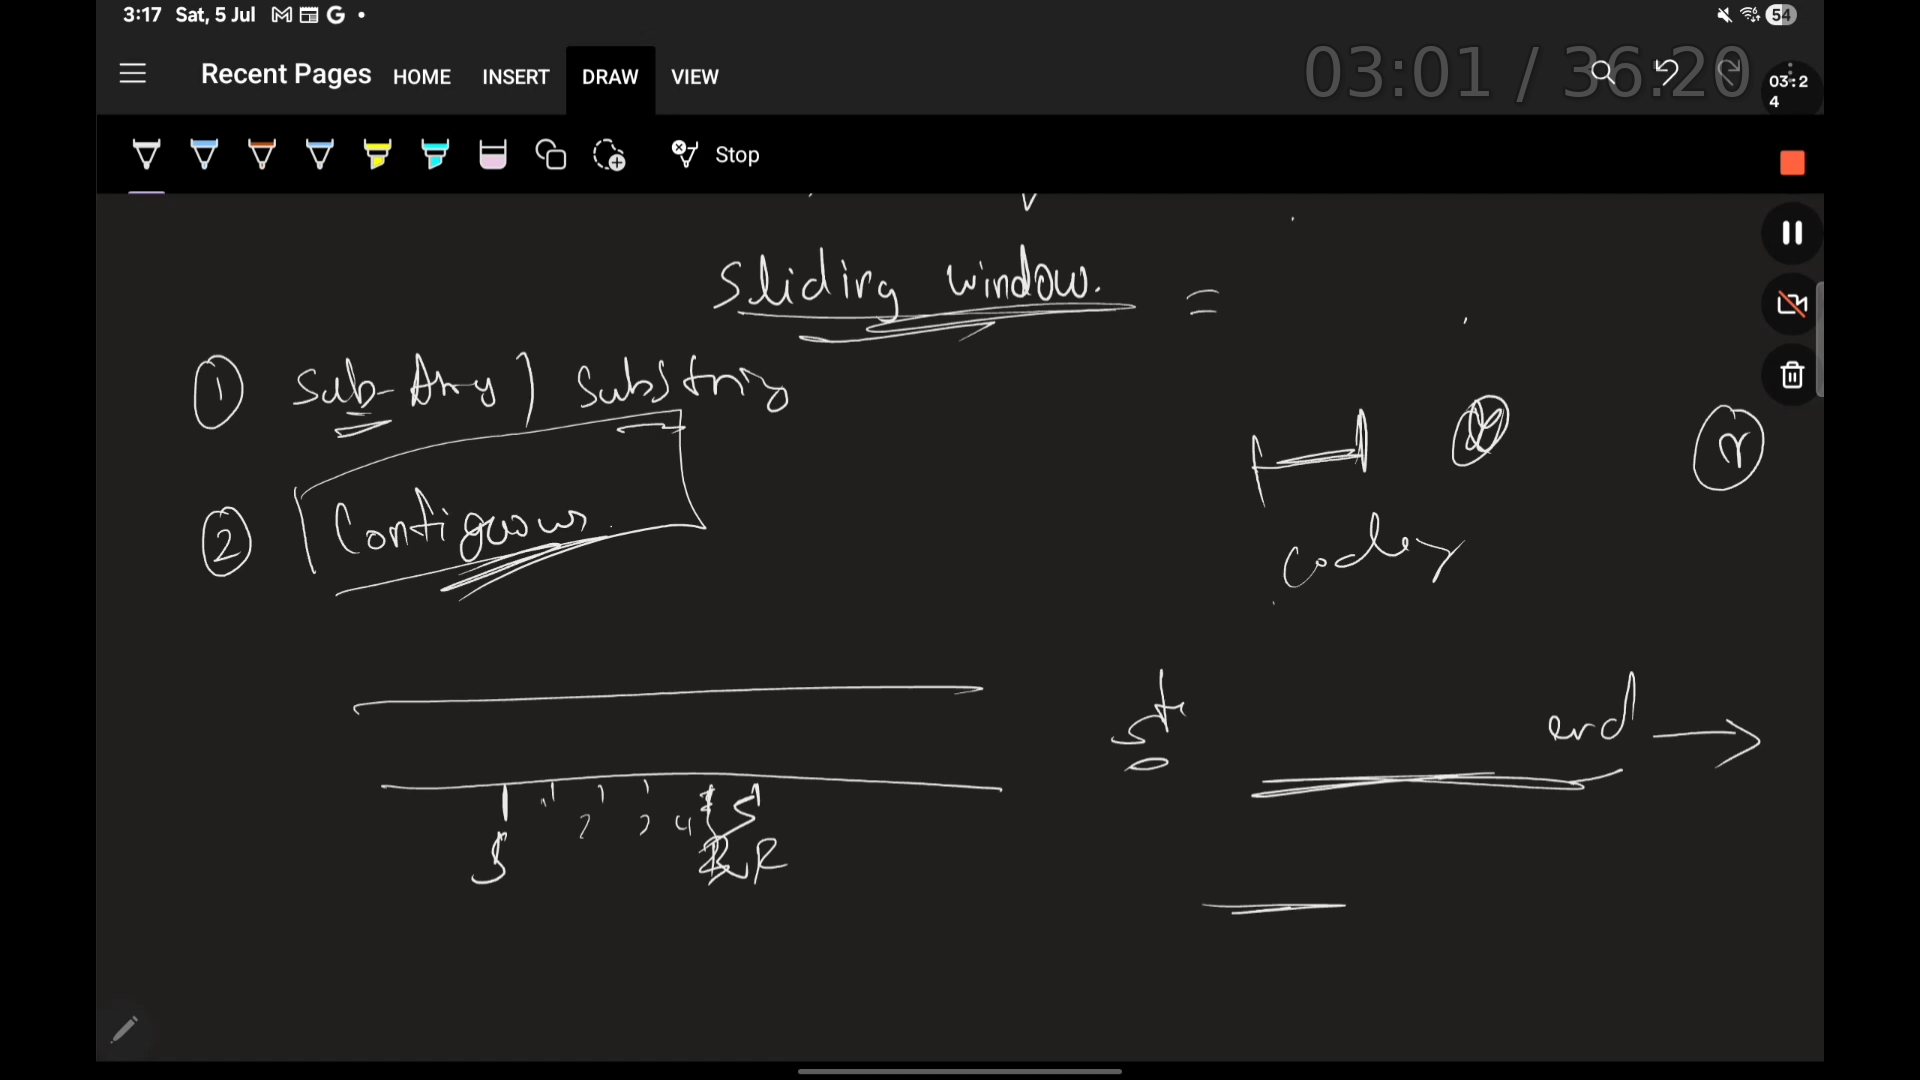 3:17 Sat, 5 Jul 54
03:01 / 36:20
Recent Pages HOME INSERT DRAW VIEW
03:2
4
Stop
Sliding window. =
① Sub-Array / Substring
② Contiguous
r
st end →
1 2 3 4 5
S R R